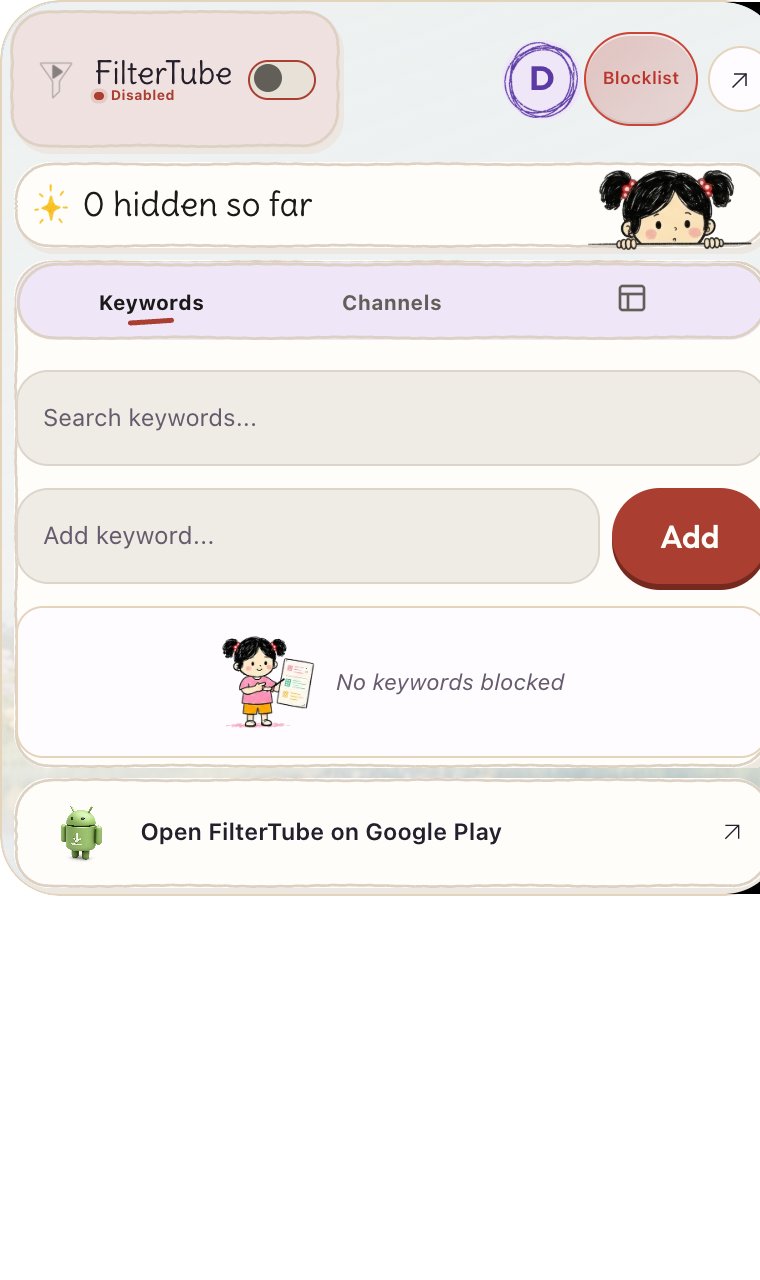 FilterTube
Disabled
D
Blocklist
0 hidden so far
Keywords
Channels
Search keywords...
Add keyword...
Add
No keywords blocked
Open FilterTube on Google Play